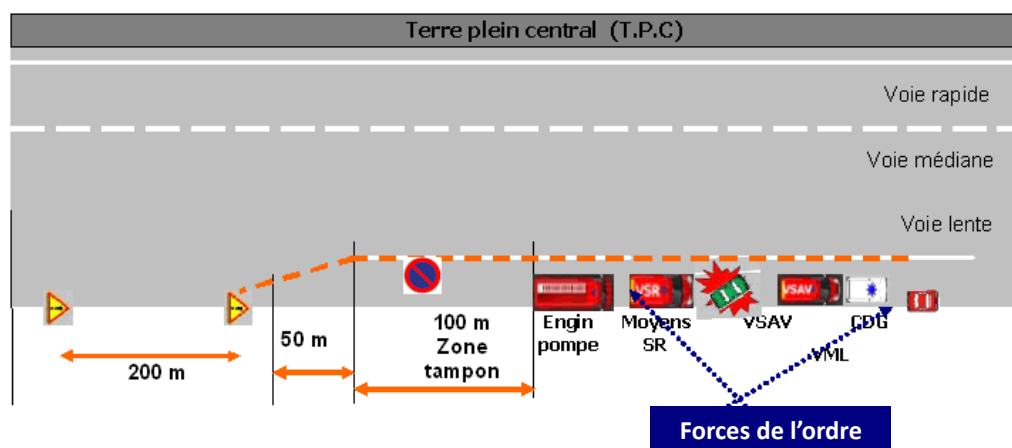 Terre plein central (T.P.C)
Voie rapide
Voie médiane
Voie lente
VSR
VSAV
Engin
pompe
Moyens
SR
VSAV
CDG
VML
50 m
100 m
Zone
tampon
200 m
Forces de l'ordre